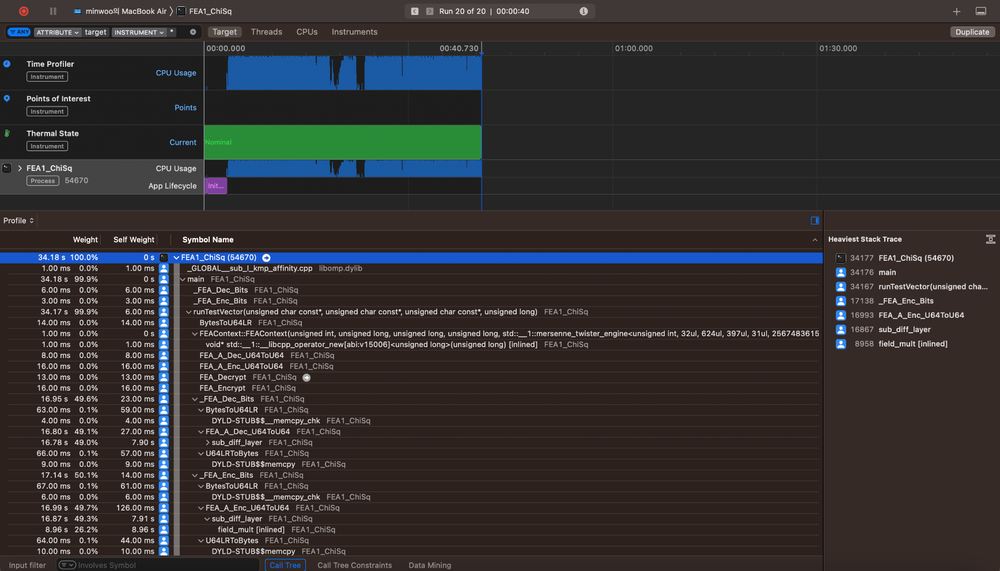 minwoo의 MacBook Air 〉 FEA1_ChiSq
Run 20 of 20 | 00:00:40
ANY ATTRIBUTE target INSTRUMENT *
Target Threads CPUs Instruments
Duplicate
00:00.000 00:40.730 01:00.000 01:30.000
Time Profiler
Instrument
CPU Usage
Points of Interest
Instrument
Points
Thermal State
Instrument
Current
Nominal
FEA1_ChiSq
Process 54670
CPU Usage
App Lifecycle
Init...
Profile
Weight Self Weight Symbol Name
34.18 s 100.0% 0 s FEA1_ChiSq (54670)
1.00 ms 0.0% 1.00 ms _GLOBAL__sub_I_kmp_affinity.cpp libomp.dylib
34.18 s 99.9% 0 s main FEA1_ChiSq
6.00 ms 0.0% 6.00 ms _FEA_Dec_Bits FEA1_ChiSq
3.00 ms 0.0% 3.00 ms _FEA_Enc_Bits FEA1_ChiSq
34.17 s 99.9% 6.00 ms runTestVector(unsigned char const*, unsigned char const*, unsigned char const*, unsigned long) FEA1_ChiSq
14.00 ms 0.0% 14.00 ms BytesToU64LR FEA1_ChiSq
1.00 ms 0.0% 0 s FEAContext::FEAContext(unsigned int, unsigned long, unsigned long, unsigned long, std::__1::mersenne_twister_engine<unsigned int, 32ul, 624ul, 397ul, 31ul, 2567483615
1.00 ms 0.0% 1.00 ms void* std::__1::__libcpp_operator_new[abi:v15006]<unsigned long>(unsigned long) [inlined] FEA1_ChiSq
8.00 ms 0.0% 8.00 ms FEA_A_Dec_U64ToU64 FEA1_ChiSq
16.00 ms 0.0% 16.00 ms FEA_A_Enc_U64ToU64 FEA1_ChiSq
13.00 ms 0.0% 13.00 ms FEA_Decrypt FEA1_ChiSq
16.00 ms 0.0% 16.00 ms FEA_Encrypt FEA1_ChiSq
16.95 s 49.6% 23.00 ms _FEA_Dec_Bits FEA1_ChiSq
63.00 ms 0.1% 59.00 ms BytesToU64LR FEA1_ChiSq
4.00 ms 0.0% 4.00 ms DYLD-STUB$$__memcpy_chk FEA1_ChiSq
16.80 s 49.1% 27.00 ms FEA_A_Dec_U64ToU64 FEA1_ChiSq
16.78 s 49.0% 7.90 s sub_diff_layer FEA1_ChiSq
66.00 ms 0.1% 57.00 ms U64LRToBytes FEA1_ChiSq
9.00 ms 0.0% 9.00 ms DYLD-STUB$$memcpy FEA1_ChiSq
17.14 s 50.1% 14.00 ms _FEA_Enc_Bits FEA1_ChiSq
67.00 ms 0.1% 61.00 ms BytesToU64LR FEA1_ChiSq
6.00 ms 0.0% 6.00 ms DYLD-STUB$$__memcpy_chk FEA1_ChiSq
16.99 s 49.7% 126.00 ms FEA_A_Enc_U64ToU64 FEA1_ChiSq
16.87 s 49.3% 7.91 s sub_diff_layer FEA1_ChiSq
8.96 s 26.2% 8.96 s field_mult [inlined] FEA1_ChiSq
64.00 ms 0.1% 44.00 ms U64LRToBytes FEA1_ChiSq
10.00 ms 0.0% 10.00 ms DYLD-STUB$$memcpy FEA1_ChiSq
Input filter Involves Symbol Call Tree Call Tree Constraints Data Mining
Heaviest Stack Trace
34177 FEA1_ChiSq (54670)
34176 main
34167 runTestVector(unsigned cha...
17138 _FEA_Enc_Bits
16993 FEA_A_Enc_U64ToU64
16867 sub_diff_layer
8958 field_mult [inlined]